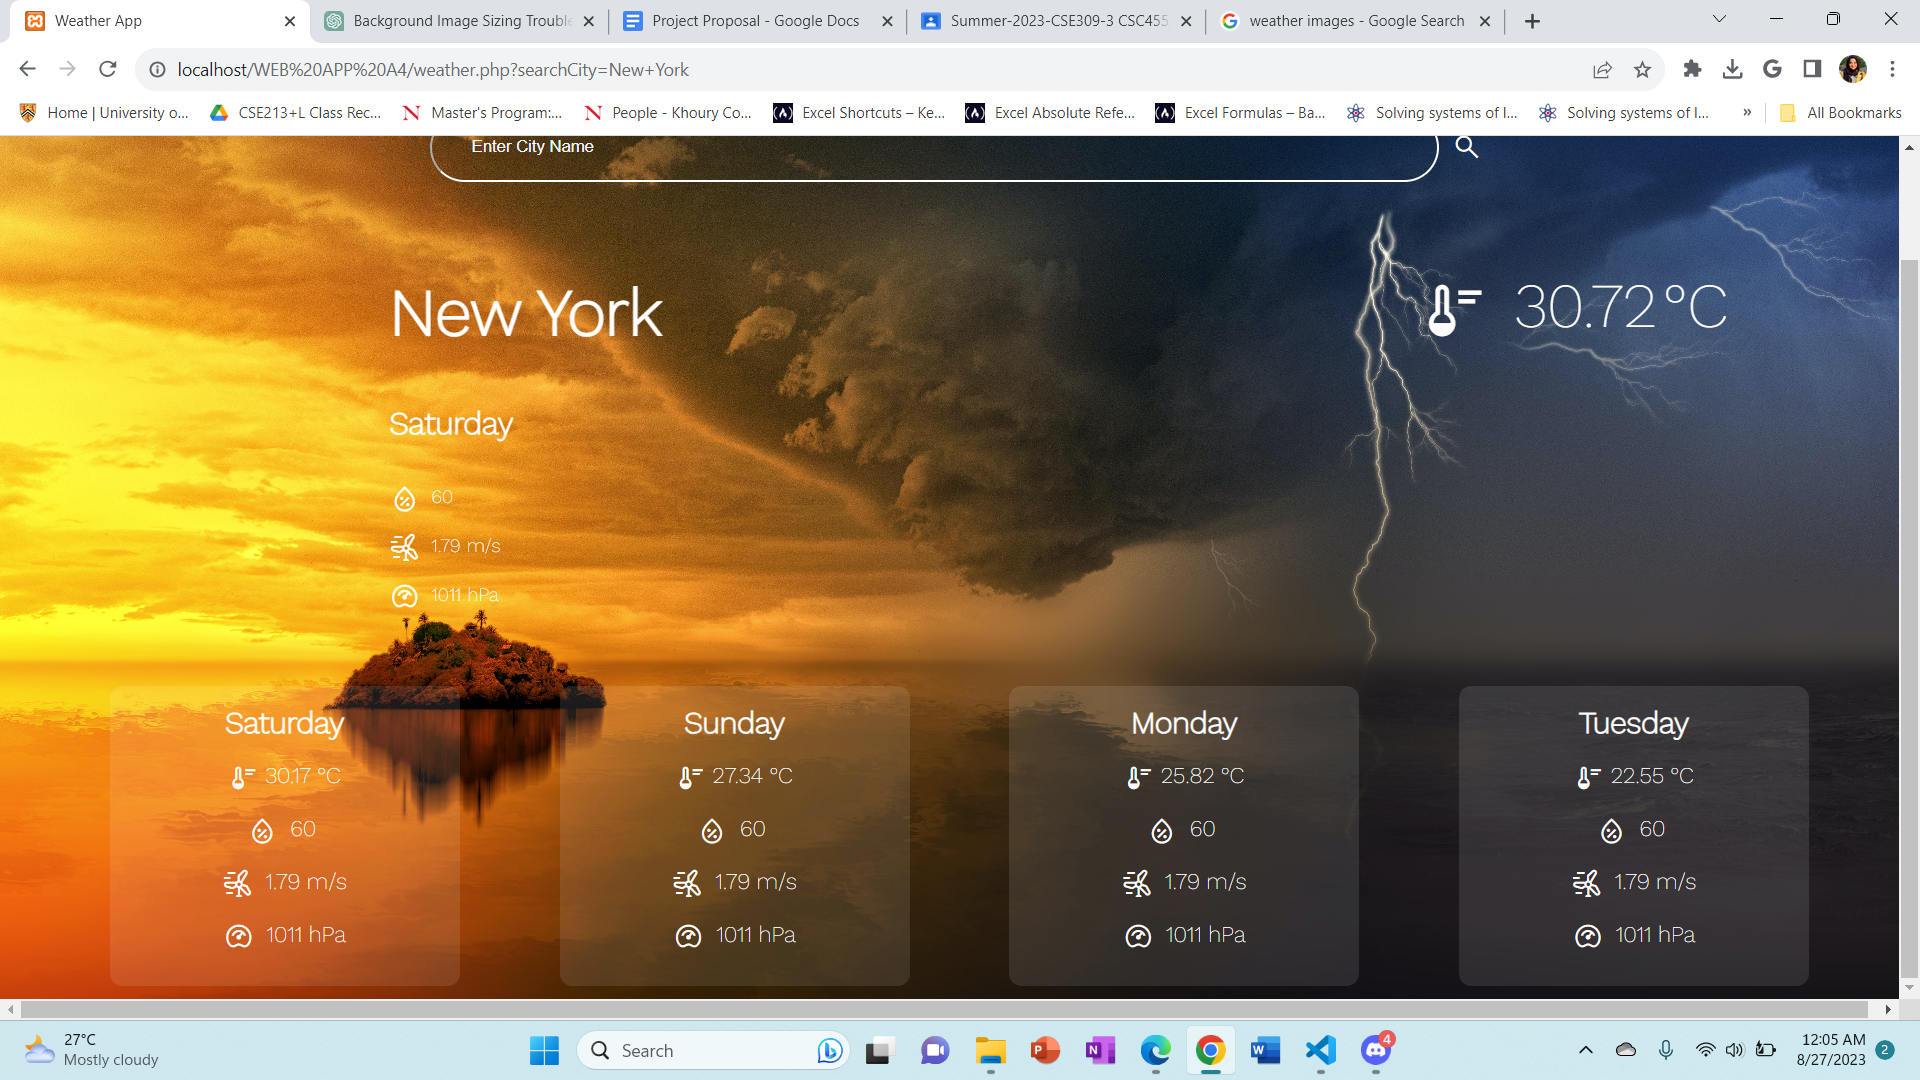 Weather App
Background Image Sizing Trouble
Project Proposal - Google Docs
Summer-2023-CSE309-3 CSC455
weather images - Google Search
localhost/WEB%20APP%20A4/weather.php?searchCity=New+York
Home | University o...
CSE213+L Class Rec...
Master's Program:...
People - Khoury Co...
Excel Shortcuts – Ke...
Excel Absolute Refe...
Excel Formulas – Ba...
Solving systems of l...
Solving systems of l...
»
All Bookmarks
Enter City Name
New York
30.72°C
Saturday
60
1.79 m/s
1011 hPa
Saturday
30.17 °C
60
1.79 m/s
1011 hPa
Sunday
27.34 °C
60
1.79 m/s
1011 hPa
Monday
25.82 °C
60
1.79 m/s
1011 hPa
Tuesday
22.55 °C
60
1.79 m/s
1011 hPa
27°C
Mostly cloudy
Search
4
12:05 AM
8/27/2023
2